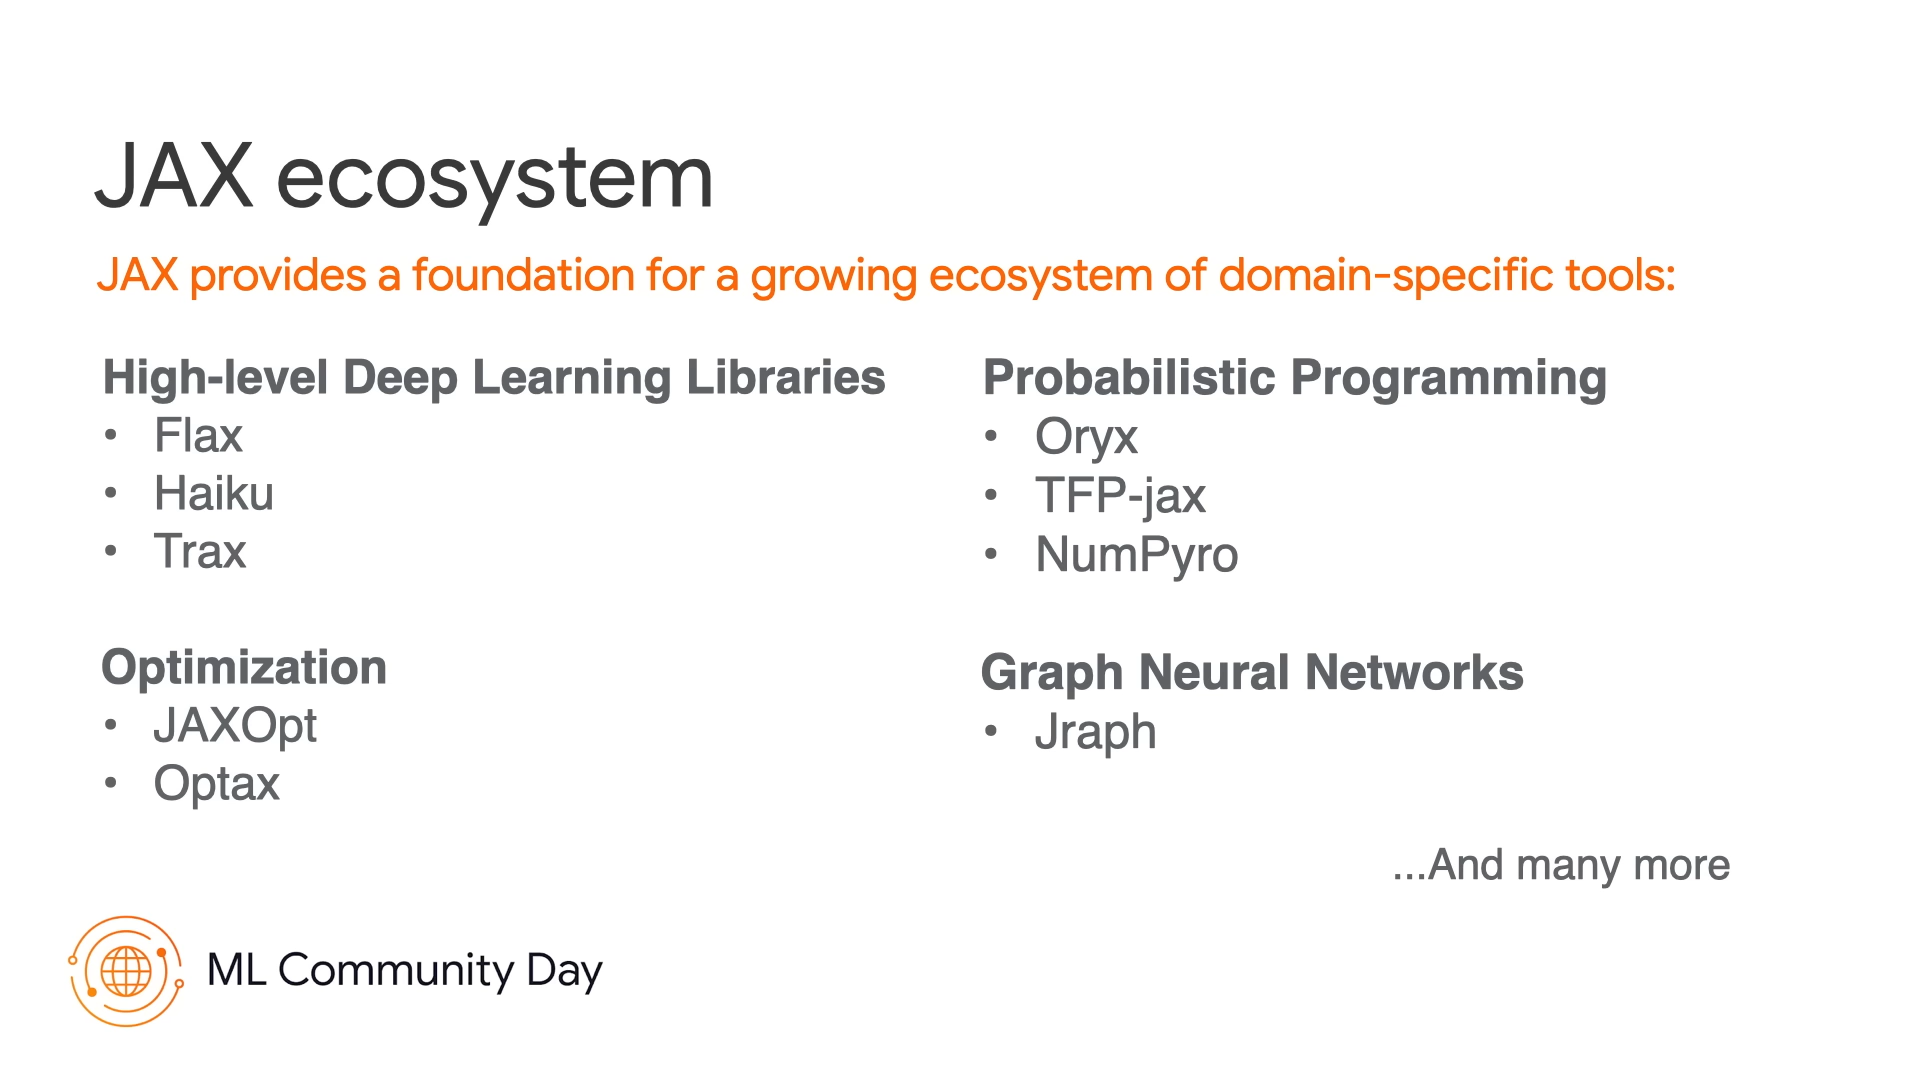 JAX ecosystem
JAX provides a foundation for a growing ecosystem of domain-specific tools:
High-level Deep Learning Libraries
• Flax
• Haiku
• Trax
Optimization
• JAXOpt
• Optax
Probabilistic Programming
• Oryx
• TFP-jax
• NumPyro
Graph Neural Networks
• Jraph
...And many more
ML Community Day